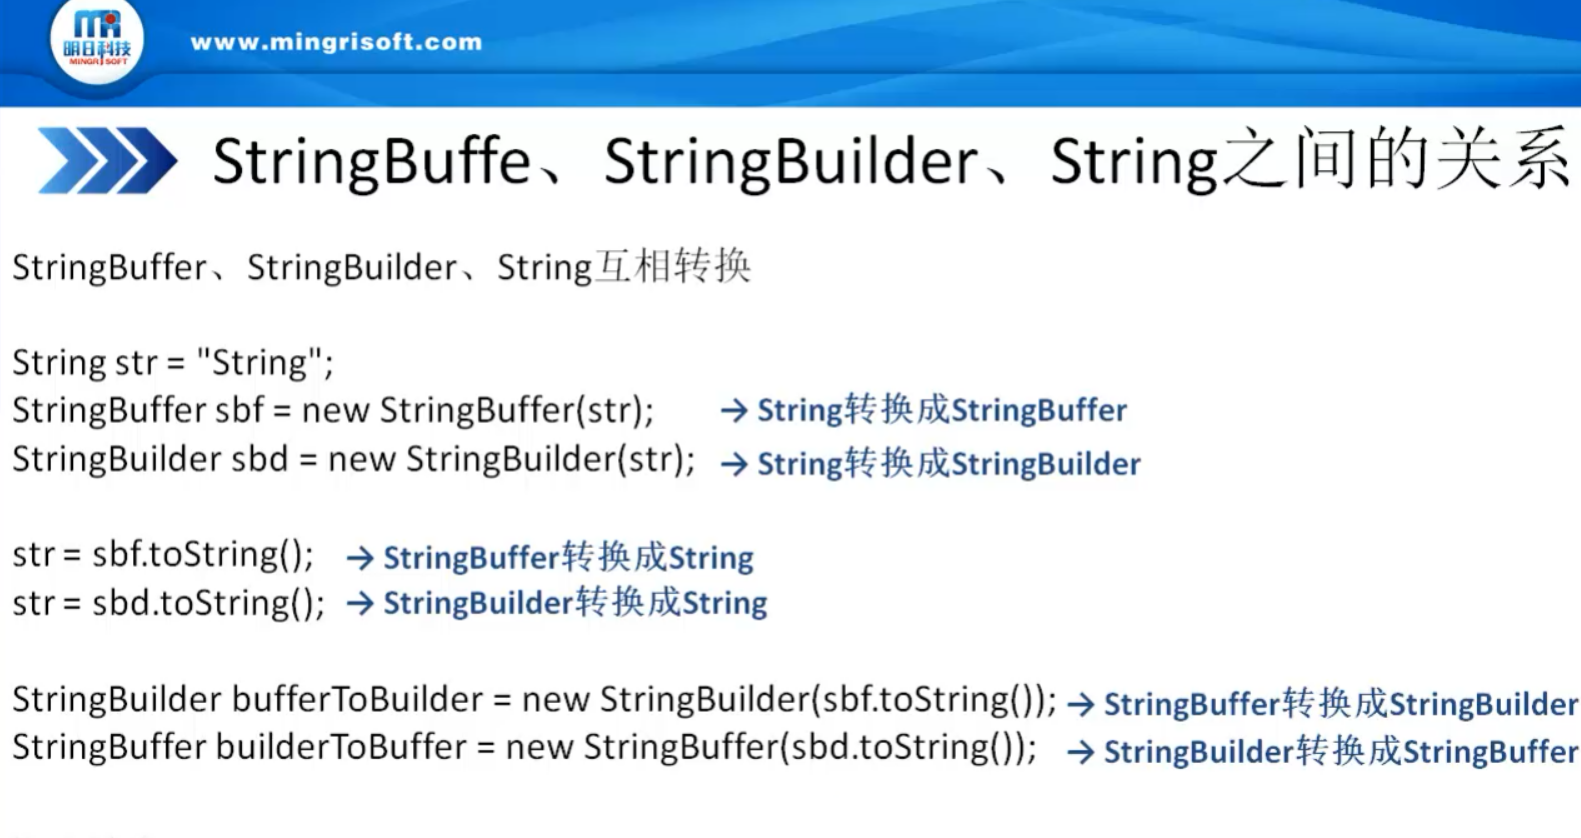 明日科技
MINGRISOFT
www.mingrisoft.com
StringBuffe、StringBuilder、String之间的关系
StringBuffer、StringBuilder、String互相转换
String str = "String";
StringBuffer sbf = new StringBuffer(str); → String转换成StringBuffer
StringBuilder sbd = new StringBuilder(str); → String转换成StringBuilder
str = sbf.toString(); → StringBuffer转换成String
str = sbd.toString(); → StringBuilder转换成String
StringBuilder bufferToBuilder = new StringBuilder(sbf.toString()); → StringBuffer转换成StringBuilder
StringBuffer builderToBuffer = new StringBuffer(sbd.toString()); → StringBuilder转换成StringBuffer